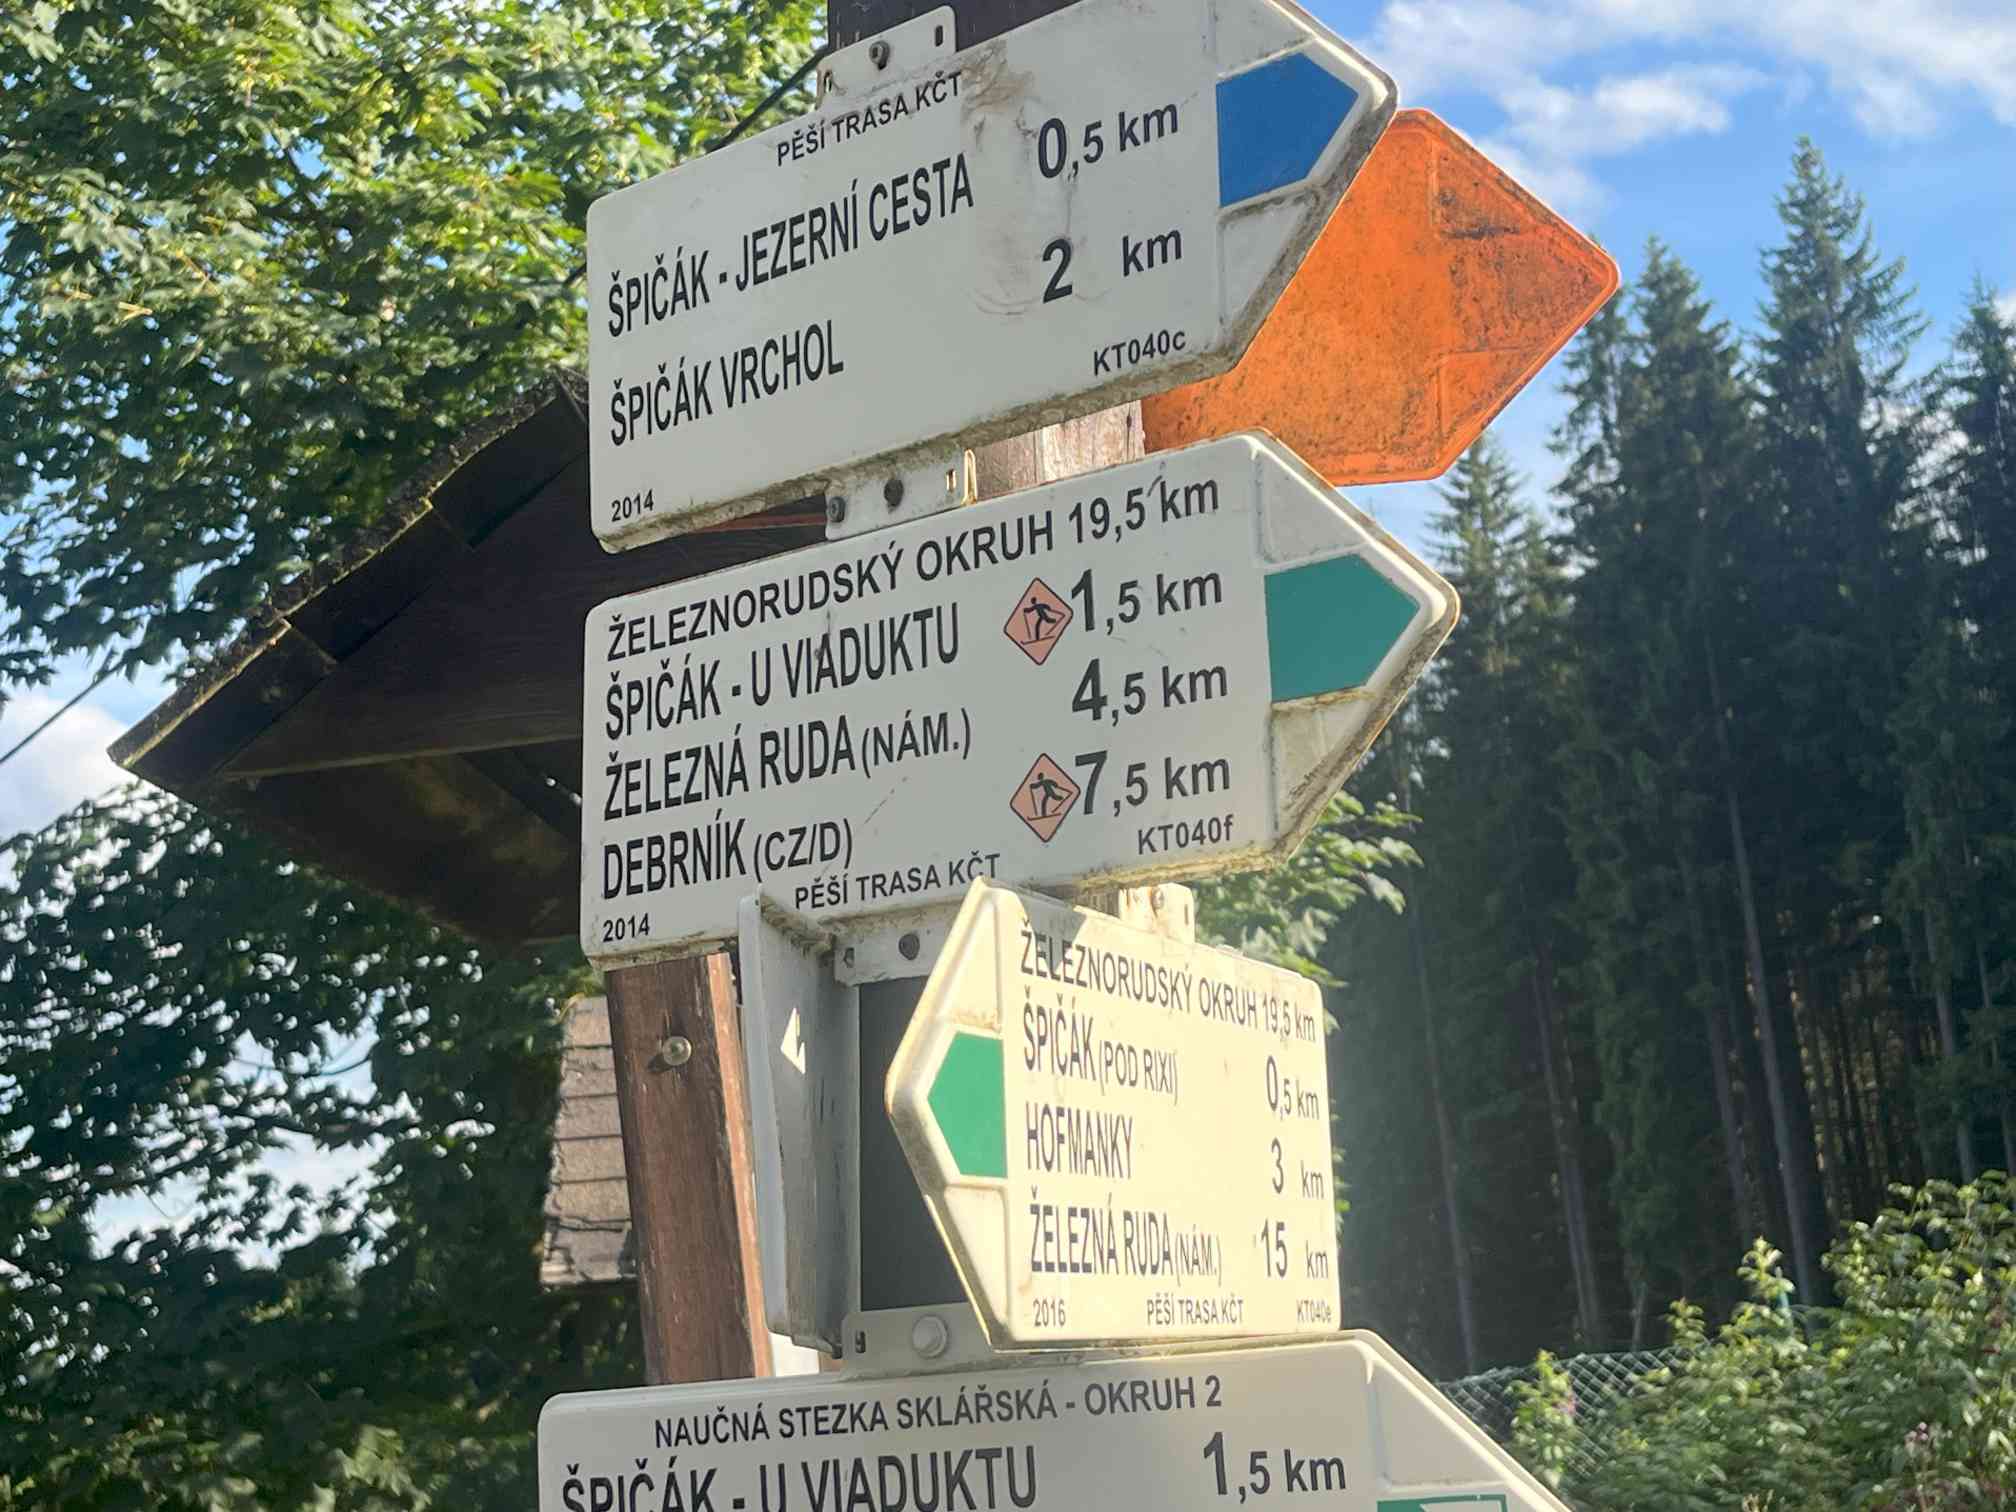 PĚŠÍ TRASA KČT
ŠPIČÁK - JEZERNÍ CESTA 0,5 km
ŠPIČÁK VRCHOL 2 km
2014 KT040c
ŽELEZNORUDSKÝ OKRUH 19,5 km
ŠPIČÁK - U VIADUKTU 1,5 km
ŽELEZNÁ RUDA (NÁM.) 4,5 km
DEBRNÍK (CZ/D) 7,5 km
2014 PĚŠÍ TRASA KČT KT040f
ŽELEZNORUDSKÝ OKRUH 19,5 km
ŠPIČÁK (POD RIXI) 0,5 km
HOFMANKY 3 km
ŽELEZNÁ RUDA (NÁM.) 15 km
2016 PĚŠÍ TRASA KČT KT040e
NAUČNÁ STEZKA SKLÁŘSKÁ - OKRUH 2
ŠPIČÁK - U VIADUKTU 1,5 km